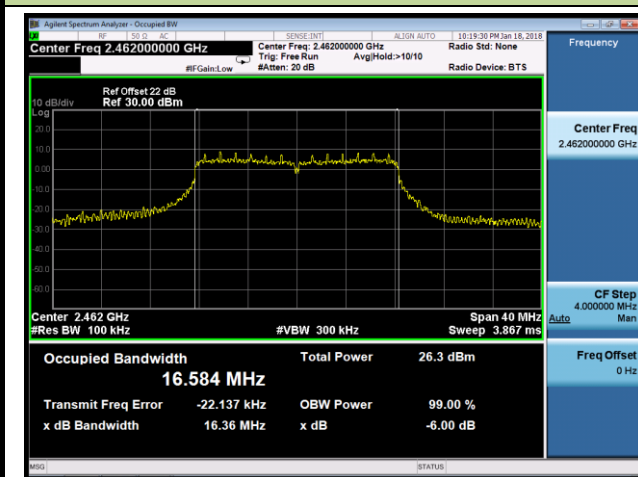 Agilent Spectrum Analyzer - Occupied BW
RF 50 Ω AC SENSE:INT ALIGN AUTO 10:19:30 PM Jan 18, 2018
Center Freq 2.462000000 GHz Center Freq: 2.462000000 GHz Radio Std: None Frequency
Trig: Free Run Avg|Hold:>10/10
#IFGain:Low #Atten: 20 dB Radio Device: BTS
Ref Offset 22 dB
10 dB/div Ref 30.00 dBm
Log
20.0
10.0
0.00
-10.0
-20.0
-30.0
-40.0
-50.0
-60.0
Center Freq
2.462000000 GHz
Center 2.462 GHz Span 40 MHz
#Res BW 100 kHz #VBW 300 kHz Sweep 3.867 ms
CF Step
4.000000 MHz
Auto Man
Occupied Bandwidth Total Power 26.3 dBm
16.584 MHz
Transmit Freq Error -22.137 kHz OBW Power 99.00 %
x dB Bandwidth 16.36 MHz x dB -6.00 dB
Freq Offset
0 Hz
MSG STATUS